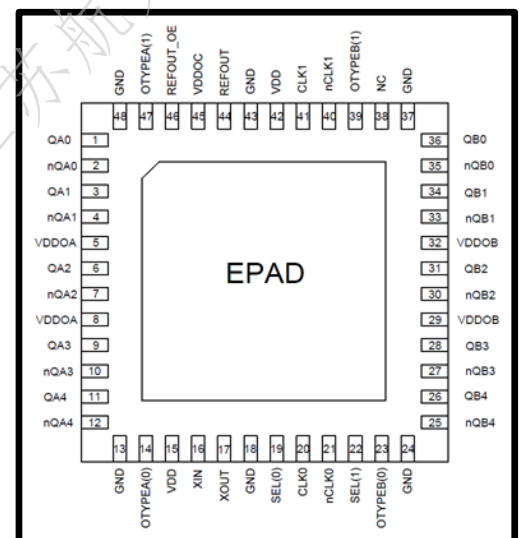 GND OTYPEA(1) REFOUT_OE VDDOC REFOUT GND VDD CLK1 nCLK1 OTYPEB(1) NC GND
48 47 46 45 44 43 42 41 40 39 38 37
QA0 1 36 QB0
nQA0 2 35 nQB0
QA1 3 34 QB1
nQA1 4 33 nQB1
VDDOA 5 32 VDDOB
QA2 6 31 QB2
EPAD
nQA2 7 30 nQB2
VDDOA 8 29 VDDOB
QA3 9 28 QB3
nQA3 10 27 nQB3
QA4 11 26 QB4
nQA4 12 25 nQB4
13 14 15 16 17 18 19 20 21 22 23 24
GND OTYPEA(0) VDD XIN XOUT GND SEL(0) CLK0 nCLK0 SEL(1) OTYPEB(0) GND
苏航